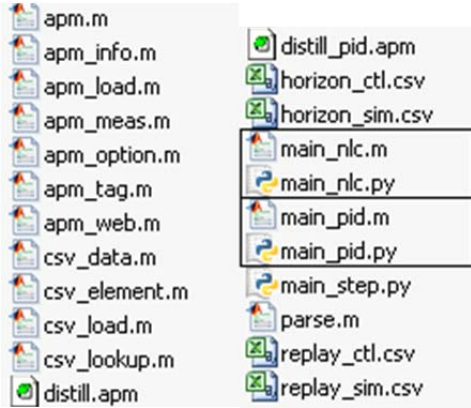 apm.m
apm_info.m
apm_load.m
apm_meas.m
apm_option.m
apm_tag.m
apm_web.m
csv_data.m
csv_element.m
csv_load.m
csv_lookup.m
distill.apm
distill_pid.apm
horizon_ctl.csv
horizon_sim.csv
main_nlc.m
main_nlc.py
main_pid.m
main_pid.py
main_step.py
parse.m
replay_ctl.csv
replay_sim.csv